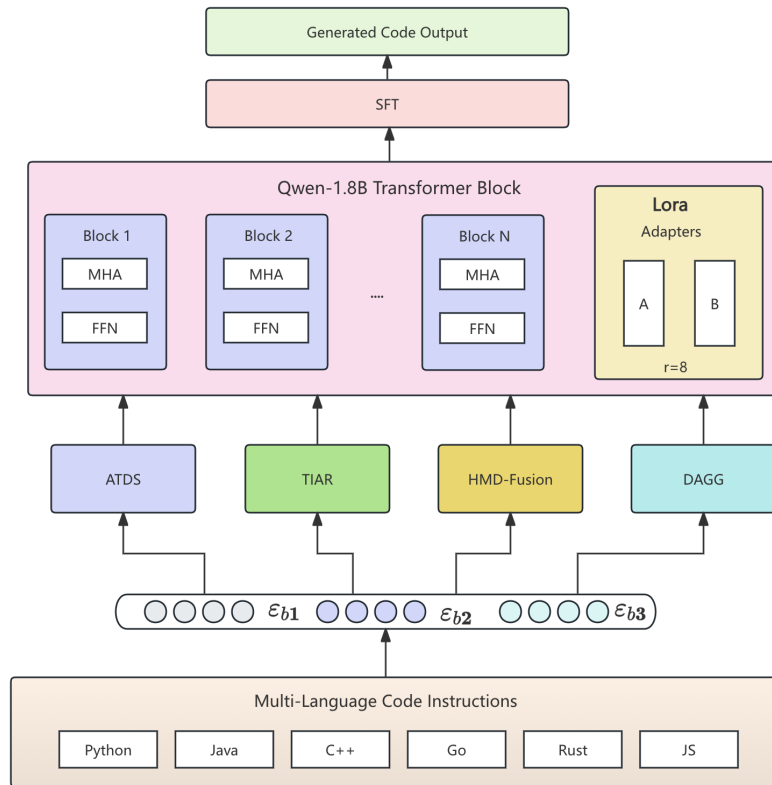 Generated Code Output
SFT
Qwen-1.8B Transformer Block
Lora
Adapters
A
B
r=8
Block 1
MHA
FFN
Block 2
MHA
FFN
....
Block N
MHA
FFN
ATDS
TIAR
HMD-Fusion
DAGG
εb1
εb2
εb3
Multi-Language Code Instructions
Python
Java
C++
Go
Rust
JS